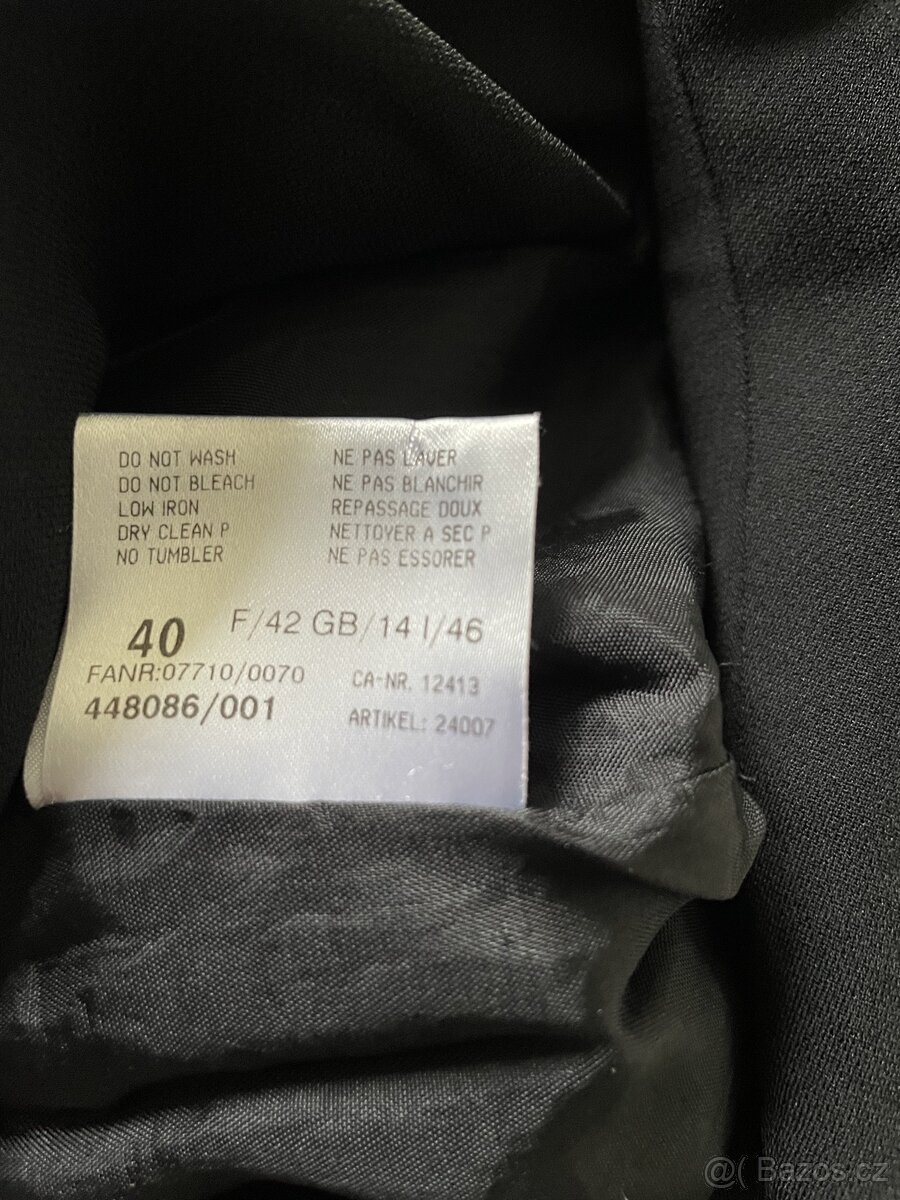 DO NOT WASH NE PAS LAVER
DO NOT BLEACH NE PAS BLANCHIR
LOW IRON REPASSAGE DOUX
DRY CLEAN P NETTOYER A SEC P
NO TUMBLER NE PAS ESSORER
40 F/42 GB/14 I/46
FANR:07710/0070 CA-NR. 12413
448086/001 ARTIKEL: 24007
@( Bazos.cz